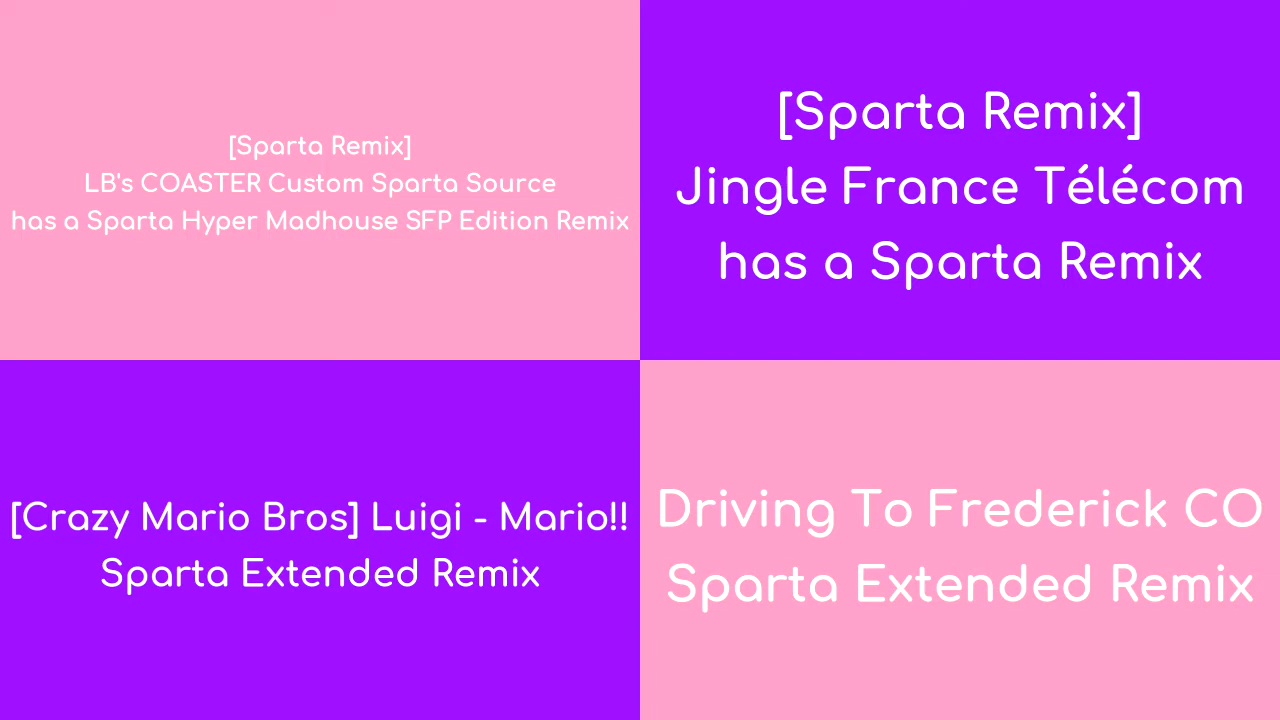 [Sparta Remix]
LB's COASTER Custom Sparta Source
has a Sparta Hyper Madhouse SFP Edition Remix
[Sparta Remix]
Jingle France Télécom
has a Sparta Remix
[Crazy Mario Bros] Luigi - Mario!!
Sparta Extended Remix
Driving To Frederick CO
Sparta Extended Remix